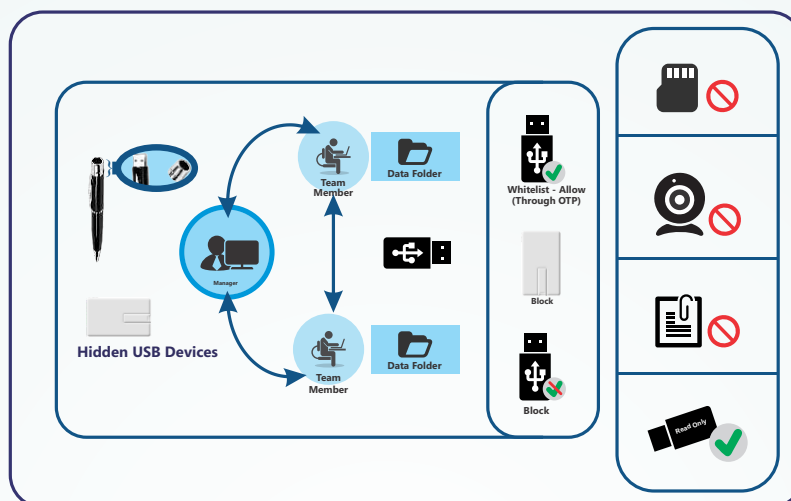 Team
Member
Data Folder
Whitelist - Allow
(Through OTP)
Manager
Block
Hidden USB Devices
Team
Member
Data Folder
Block
Read Only